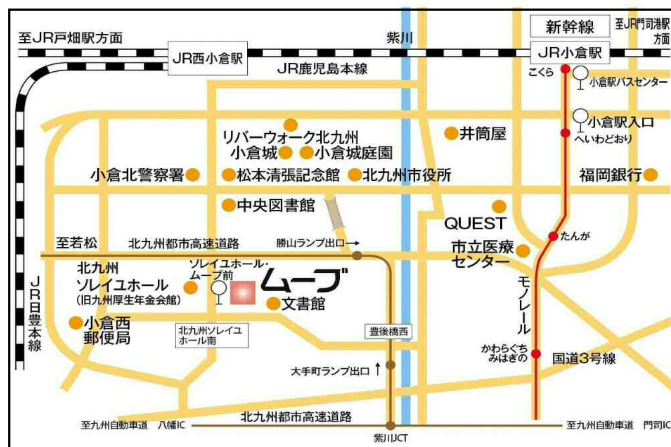 至JR戸畑駅方面
紫川
新幹線
至JR門司港駅
方面
JR西小倉駅
JR小倉駅
JR鹿児島本線
こくら
小倉駅バスセンター
リバーウォーク北九州
井筒屋
小倉駅入口
小倉城
小倉城庭園
へいわどおり
小倉北警察署
松本清張記念館
北九州市役所
福岡銀行
中央図書館
QUEST
至若松
北九州都市高速道路
勝山ランプ出口→
市立医療
センター
たんが
北九州
ソレイユホール
(旧九州厚生年金会館)
ソレイユホール・
ムーブ前
ムーブ
文書館
モノレール
JR日豊本線
小倉西
郵便局
北九州ソレイユ
ホール南
豊後橋西
かわらぐち
みはぎの
国道3号線
大手町ランプ出口
↑
北九州都市高速道路
至九州自動車道 八幡IC
紫川JCT
至九州自動車道 門司IC